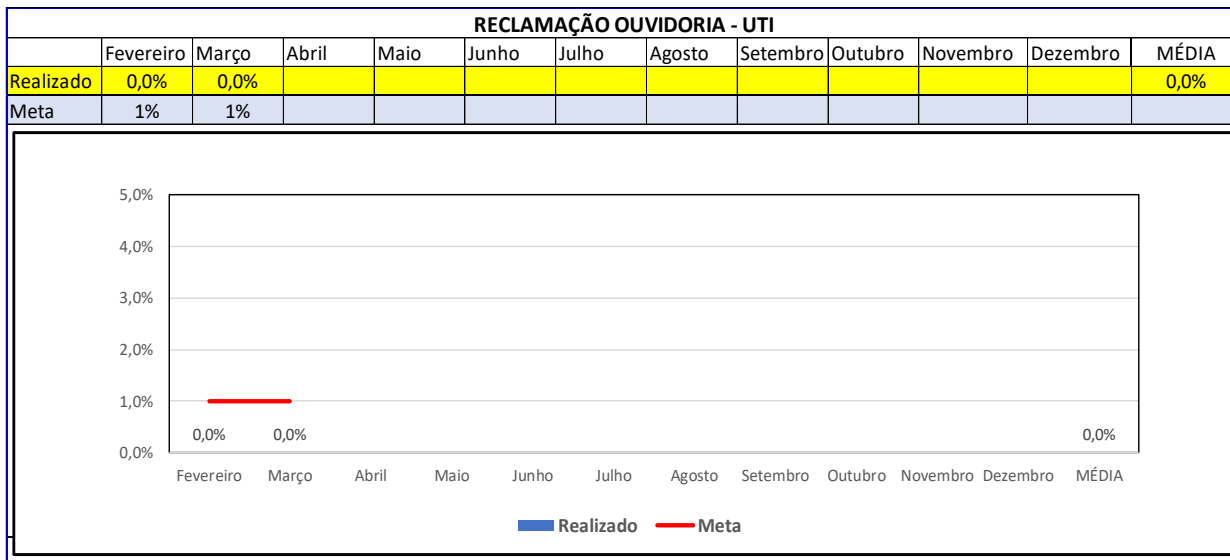 RECLAMAÇÃO OUVIDORIA - UTI
Fevereiro Março Abril Maio Junho Julho Agosto Setembro Outubro Novembro Dezembro MÉDIA
Realizado 0,0% 0,0% 0,0%
Meta 1% 1%
5,0%
4,0%
3,0%
2,0%
1,0%
0,0% 0,0% 0,0%
0,0%
Fevereiro Março Abril Maio Junho Julho Agosto Setembro Outubro Novembro Dezembro MÉDIA
Realizado Meta